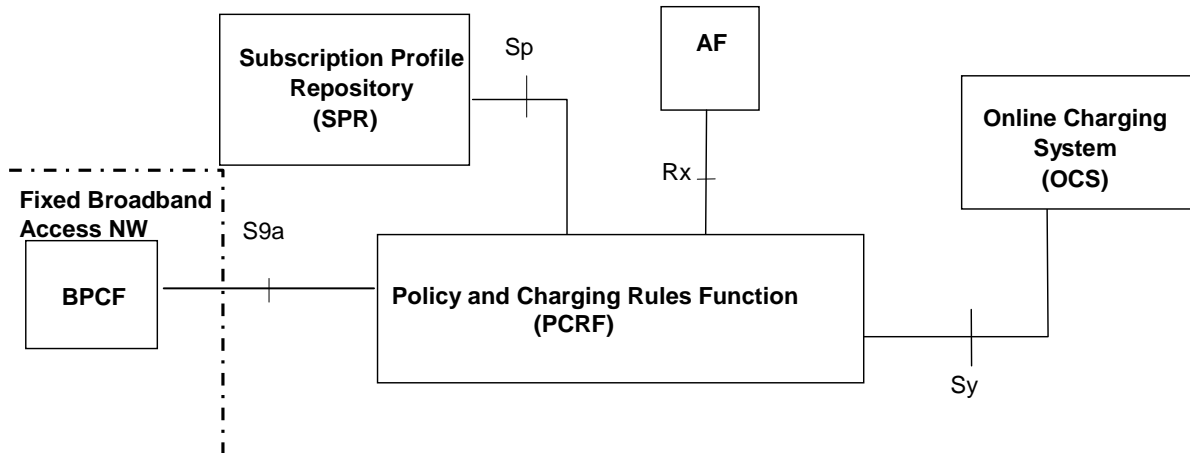 Subscription Profile
Repository
(SPR)
Sp
AF
Rx
Online Charging
System
(OCS)
Fixed Broadband
Access NW
BPCF
S9a
Policy and Charging Rules Function
(PCRF)
Sy